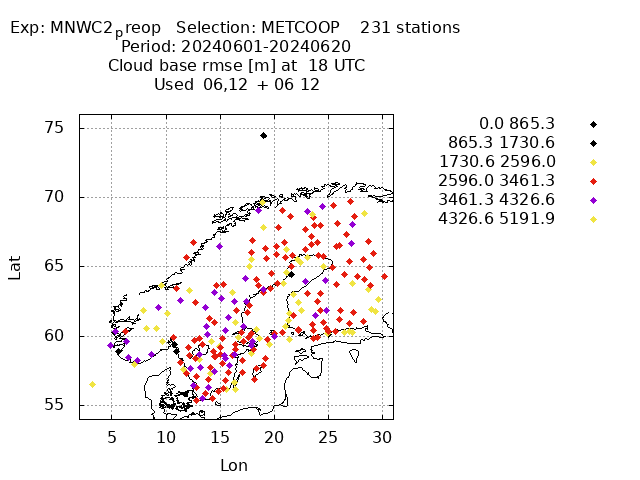 Exp: MNWC2preop   Selection: METCOOP    231 stations
Period: 20240601-20240620
Cloud base rmse [m] at  18 UTC
Used  06,12  + 06 12
0.0 865.3
865.3 1730.6
1730.6 2596.0
2596.0 3461.3
3461.3 4326.6
4326.6 5191.9
75
70
65
60
55
Lat
5 10 15 20 25 30
Lon